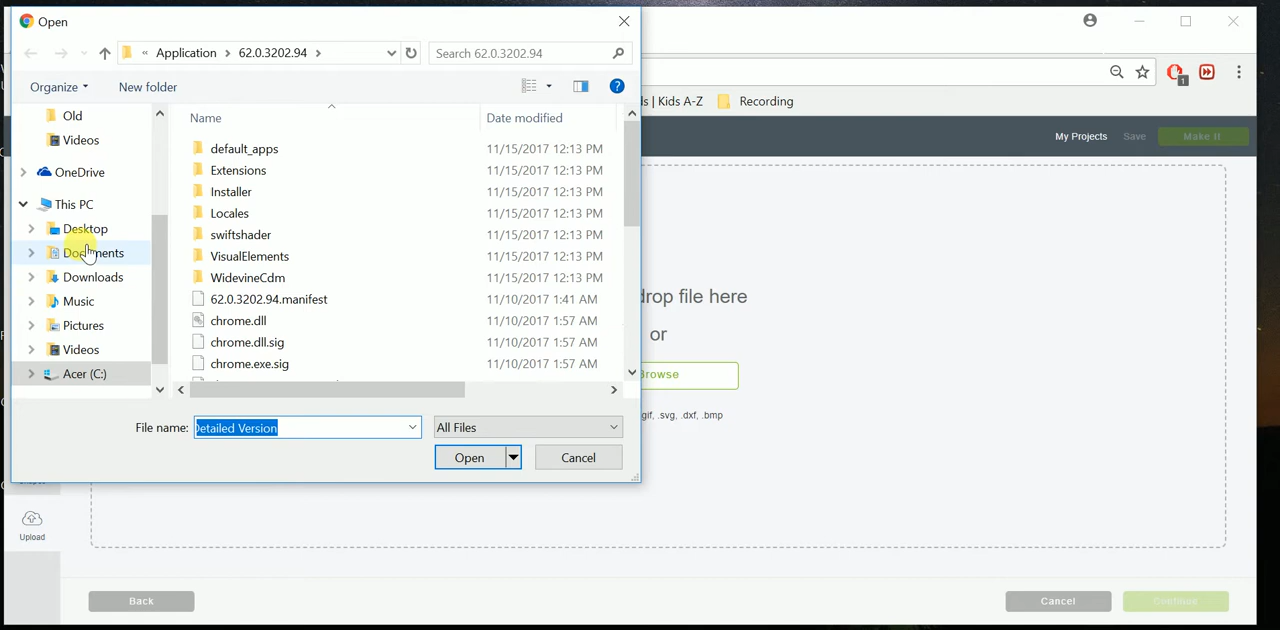 Open
« Application > 62.0.3202.94 >
Search 62.0.3202.94
Organize
New folder
Old
Videos
OneDrive
This PC
Desktop
Documents
Downloads
Music
Pictures
Videos
Acer (C:)
Name Date modified
default_apps 11/15/2017 12:13 PM
Extensions 11/15/2017 12:13 PM
Installer 11/15/2017 12:13 PM
Locales 11/15/2017 12:13 PM
swiftshader 11/15/2017 12:13 PM
VisualElements 11/15/2017 12:13 PM
WidevineCdm 11/15/2017 12:13 PM
62.0.3202.94.manifest 11/10/2017 1:41 AM
chrome.dll 11/10/2017 1:57 AM
chrome.dll.sig 11/10/2017 1:57 AM
chrome.exe.sig 11/10/2017 1:57 AM
File name: Detailed Version
All Files
Open
Cancel
1
| Kids A-Z
Recording
My Projects
Save
Make It
drop file here
or
Browse
gif, .svg, .dxf, .bmp
Upload
Back
Cancel
Continue